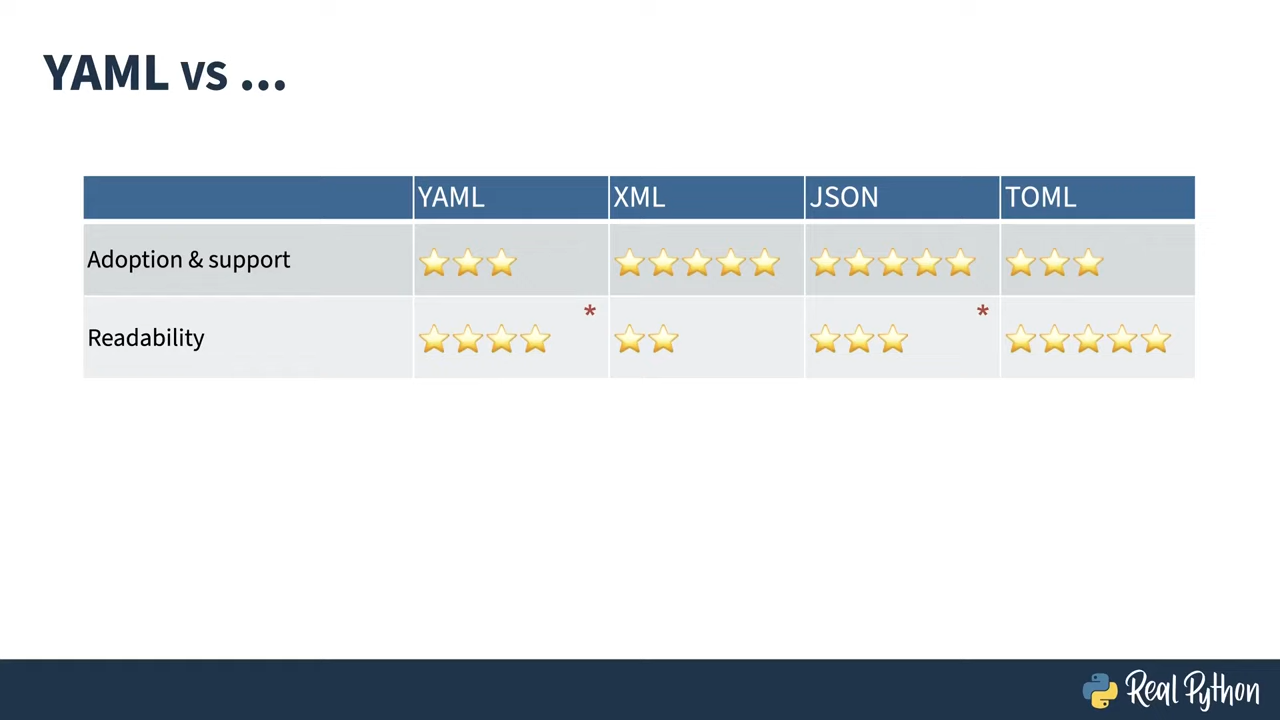 YAML vs ...
YAML XML JSON TOML
Adoption & support
* *
Readability
Real Python